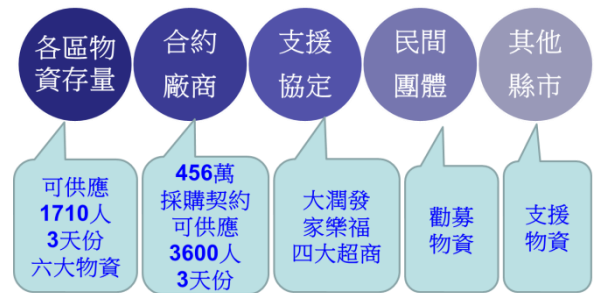 各區物
資存量
合約
廠商
支援
協定
民間
團體
其他
縣市
可供應
1710人
3天份
六大物資
456萬
採購契約
可供應
3600人
3天份
大潤發
家樂福
四大超商
勸募
物資
支援
物資